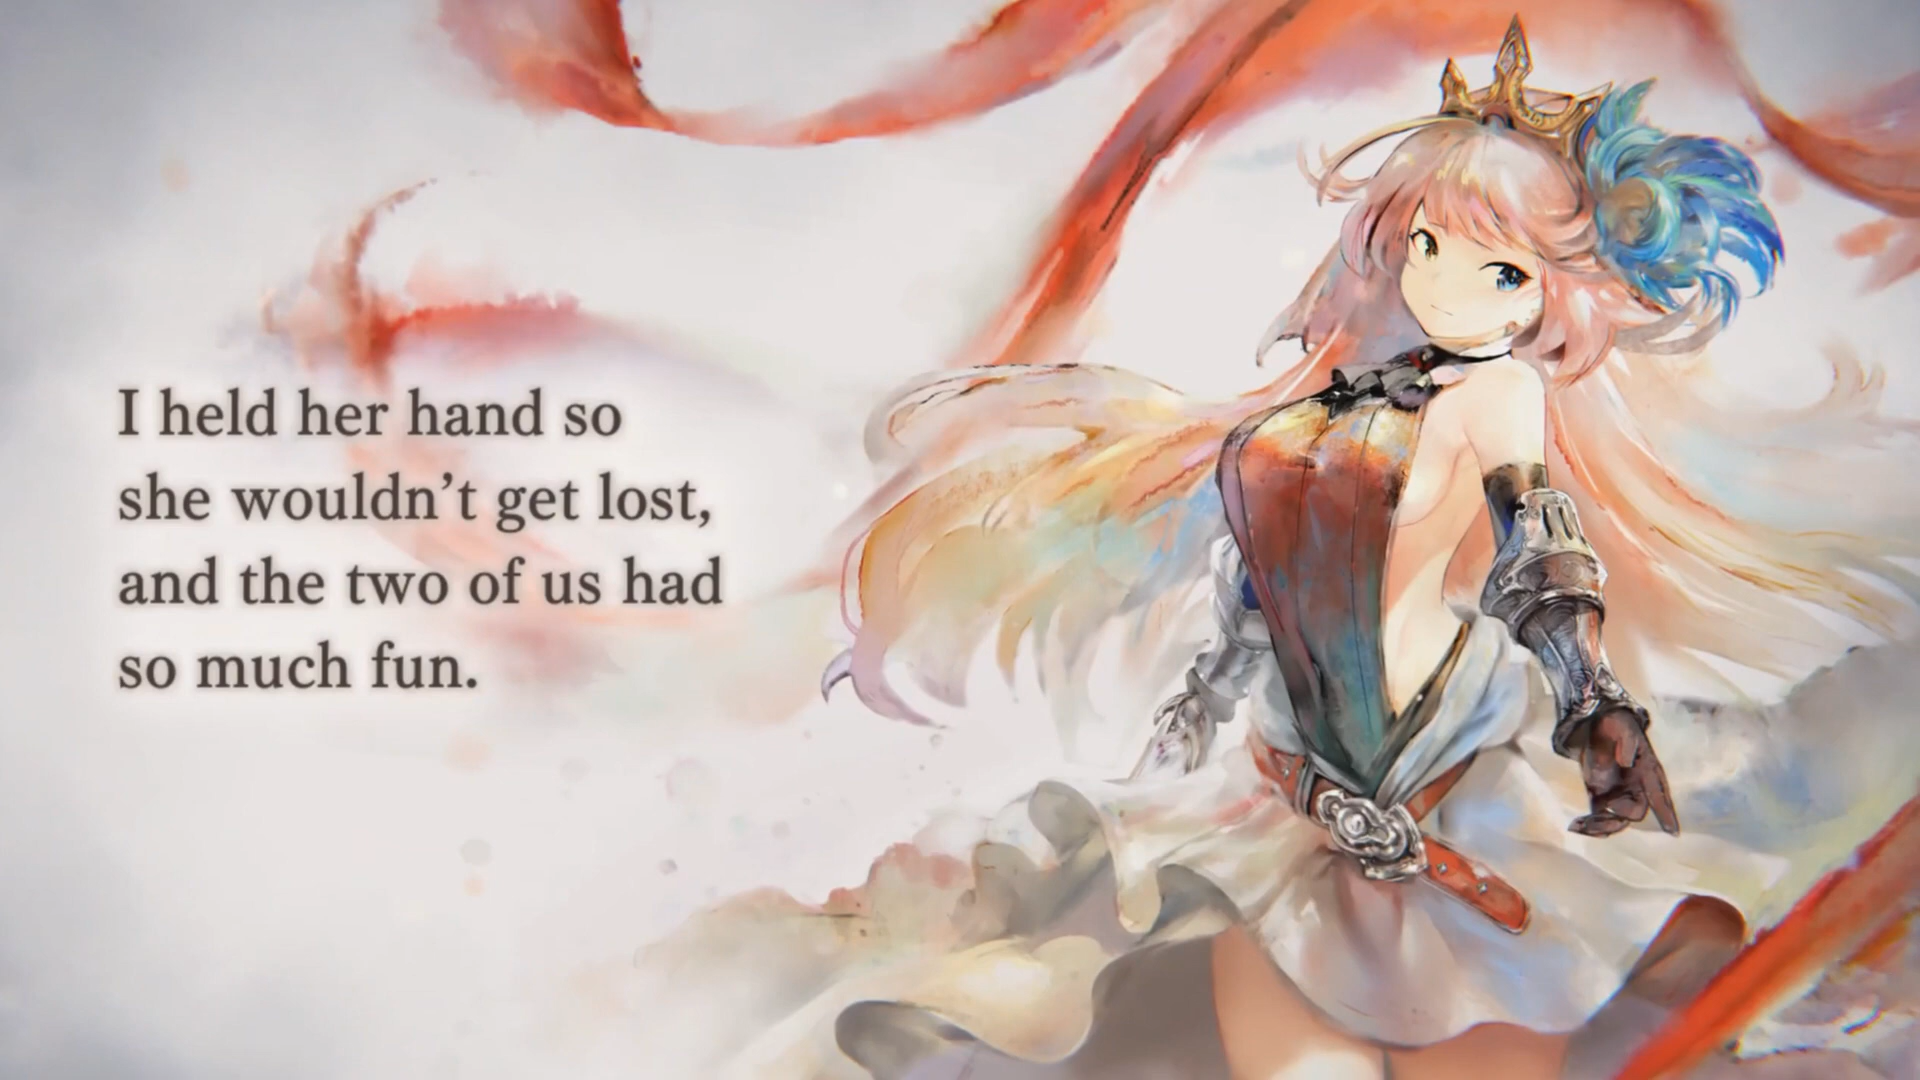 I held her hand so
she wouldn’t get lost,
and the two of us had
so much fun.